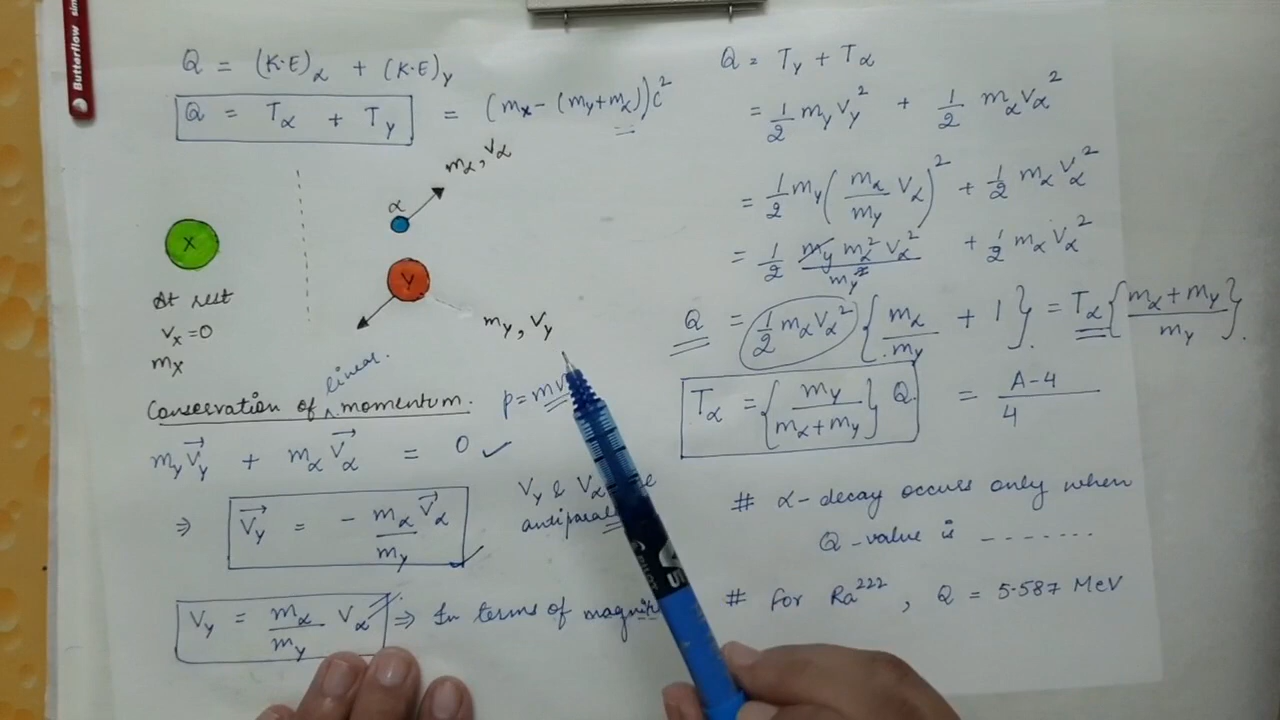 Butterflow sim
Q = (K.E)α + (K.E)y
Q = Tα + Ty = (mx - (my+mα))c²
mα, vα
α
X
Y
At rest
vx = 0
mx
my, vy
linear.
Conservation of momentum.
p = mv
my v⃗y + mα v⃗α = 0 ✓
⇒ v⃗y = - mα/my v⃗α
vy & vα
Vy = mα/my Vα ⇒ In terms of
Q = Ty + Tα
= 1/2 my vy² + 1/2 mα vα²
= 1/2 my (mα/my vα)² + 1/2 mα vα²
= 1/2 my mα² vα²/my² + 1/2 mα vα²
Q = 1/2 mα vα² {mα/my + 1}. = Tα {mα + my/my}.
Tα = {my/mα + my} Q = A-4/4
# α-decay occurs only when
Q-value is -------
# For Ra²²², Q = 5.587 MeV
V5